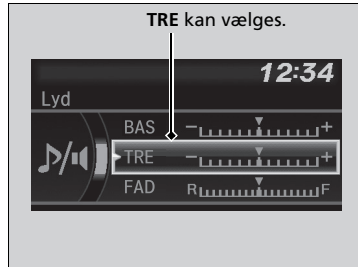 TRE kan vælges.
12:34
Lyd
BAS − +
TRE − +
FAD R F